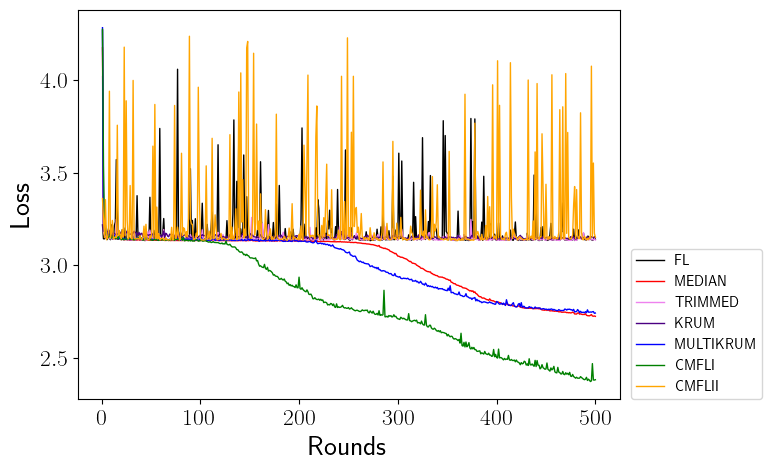 4.0
3.5
3.0
2.5
Loss
0 100 200 300 400 500
Rounds
FL
MEDIAN
TRIMMED
KRUM
MULTIKRUM
CMFLI
CMFLII